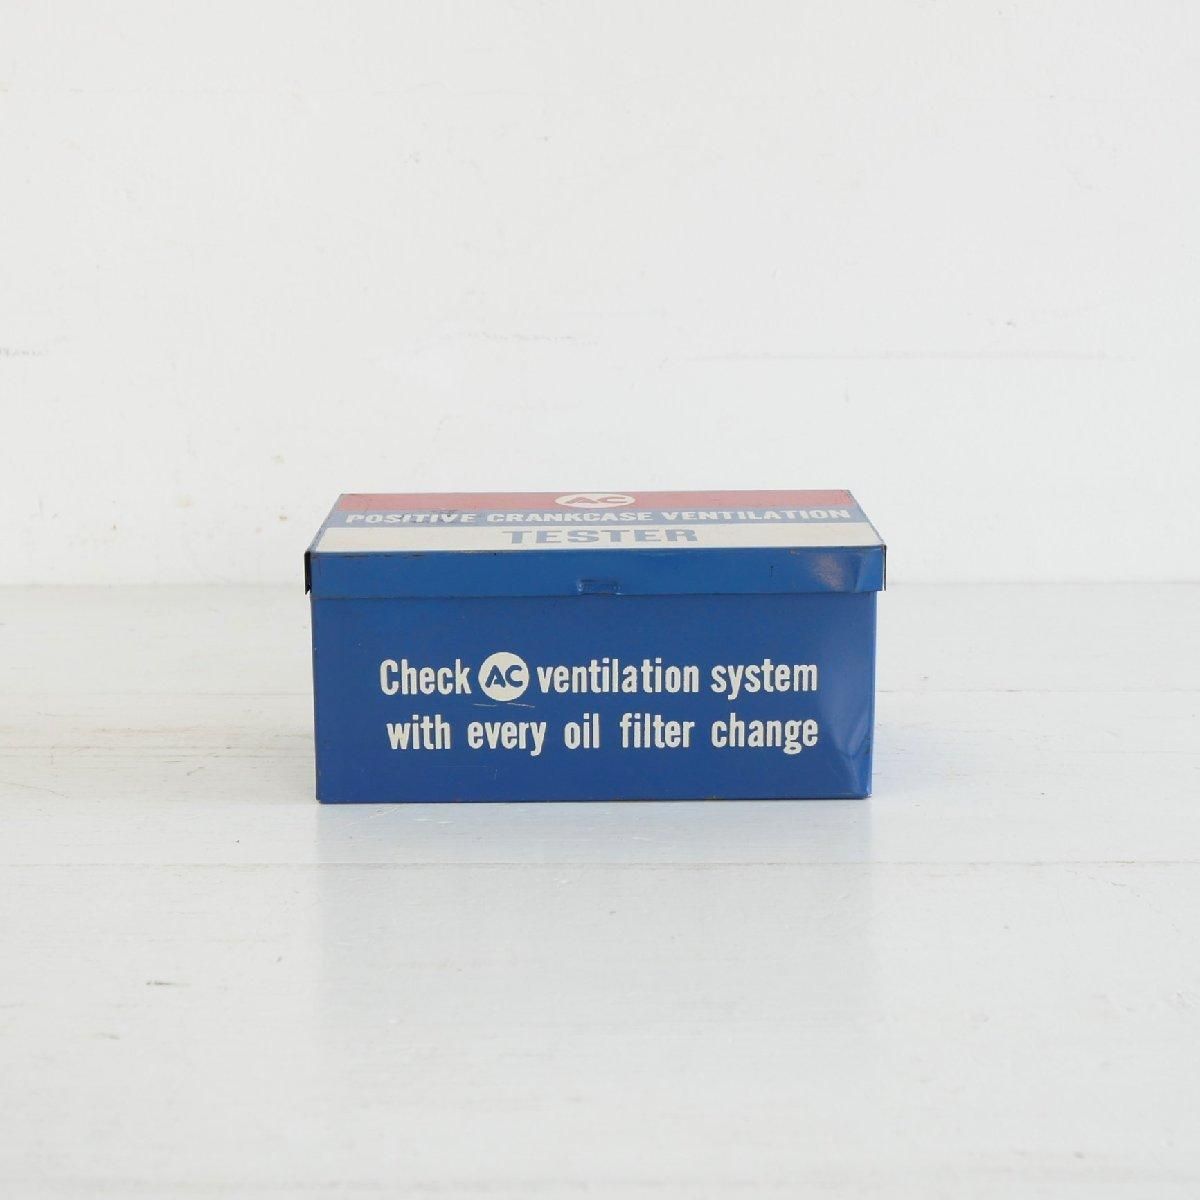 AC
POSITIVE CRANKCASE VENTILATION
TESTER
Check AC ventilation system
with every oil filter change